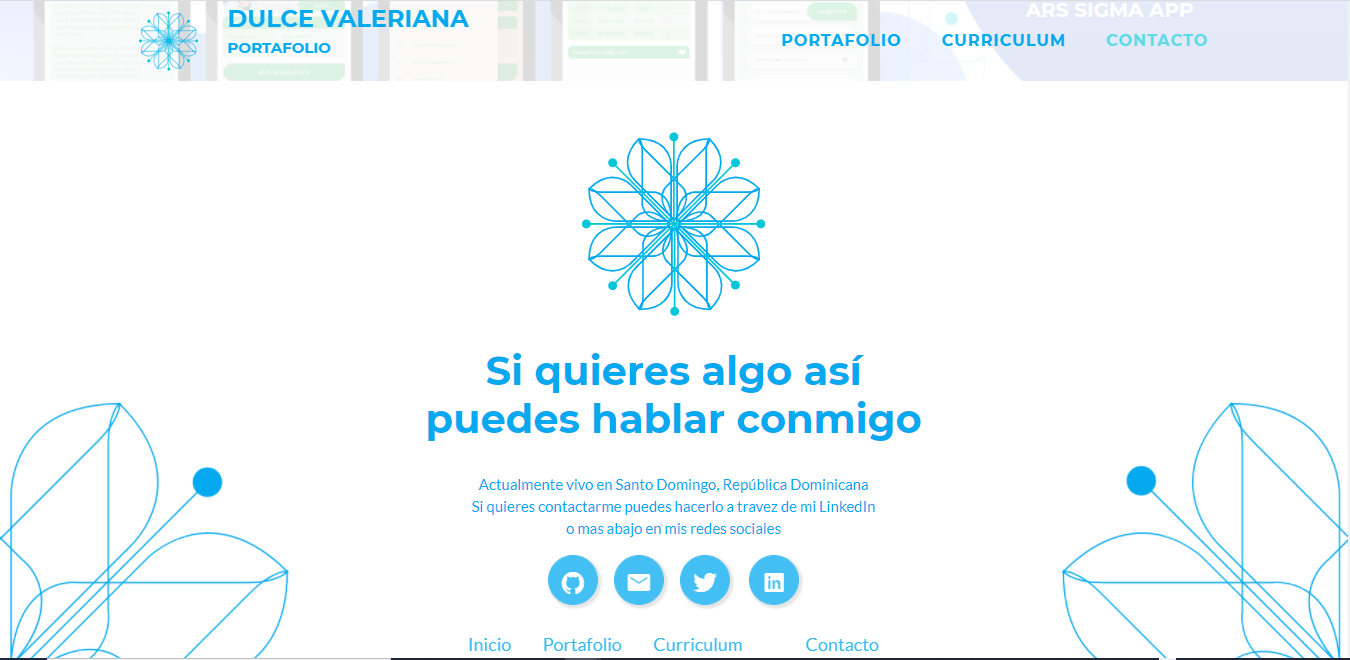 DULCE VALERIANA
PORTAFOLIO
ARS SIGMA APP
PORTAFOLIO CURRICULUM CONTACTO
Si quieres algo así
puedes hablar conmigo
Actualmente vivo en Santo Domingo, República Dominicana
Si quieres contactarme puedes hacerlo a travez de mi LinkedIn
o mas abajo en mis redes sociales
in
Inicio Portafolio Curriculum Contacto